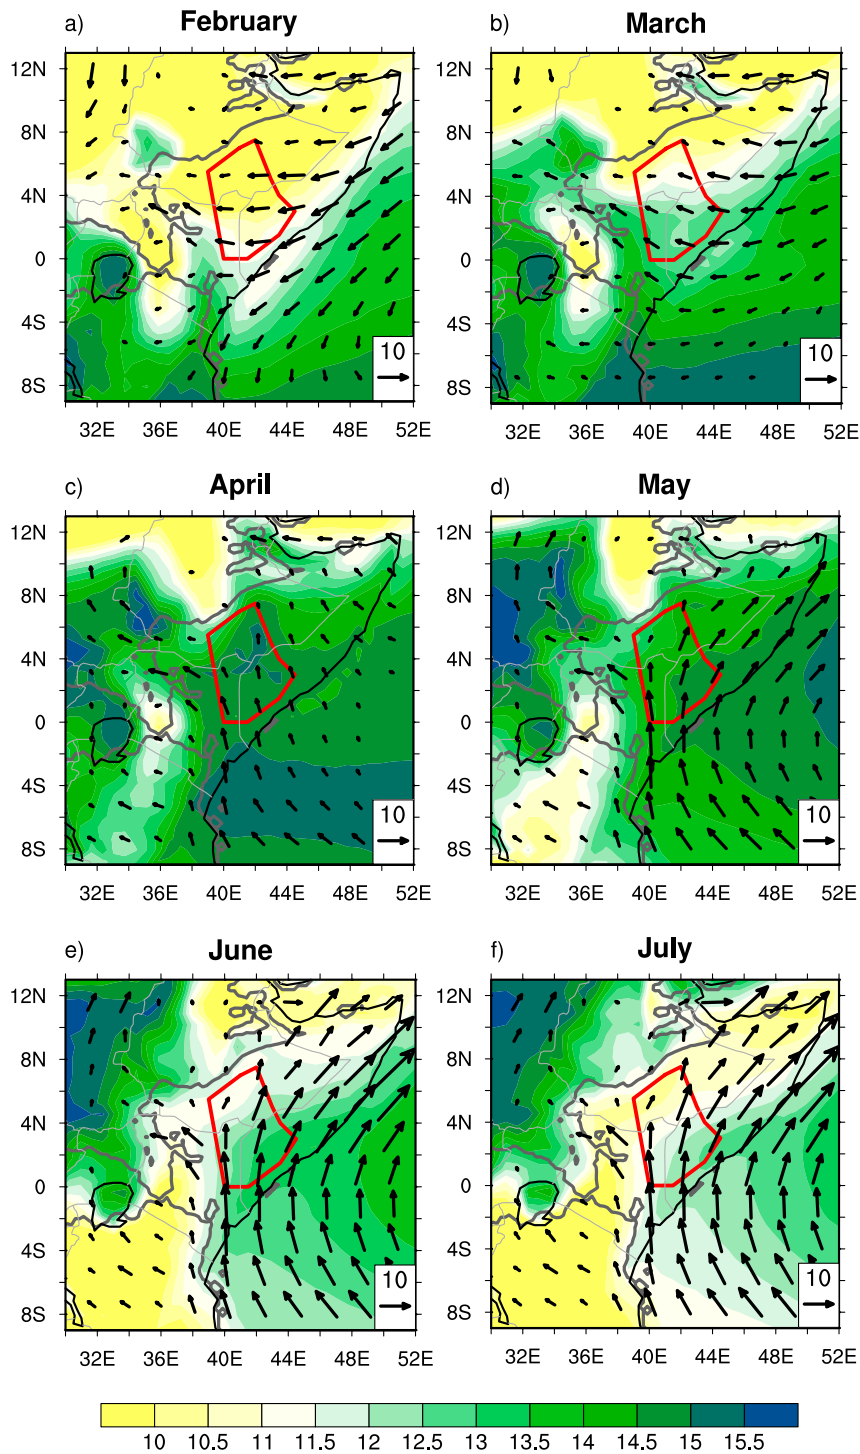 a) February
b) March
12N
8N
4N
0
4S
8S
10
32E 36E 40E 44E 48E 52E
12N
8N
4N
0
4S
8S
10
32E 36E 40E 44E 48E 52E
c) April
d) May
12N
8N
4N
0
4S
8S
10
32E 36E 40E 44E 48E 52E
12N
8N
4N
0
4S
8S
10
32E 36E 40E 44E 48E 52E
e) June
f) July
12N
8N
4N
0
4S
8S
10
32E 36E 40E 44E 48E 52E
12N
8N
4N
0
4S
8S
10
32E 36E 40E 44E 48E 52E
10 10.5 11 11.5 12 12.5 13 13.5 14 14.5 15 15.5